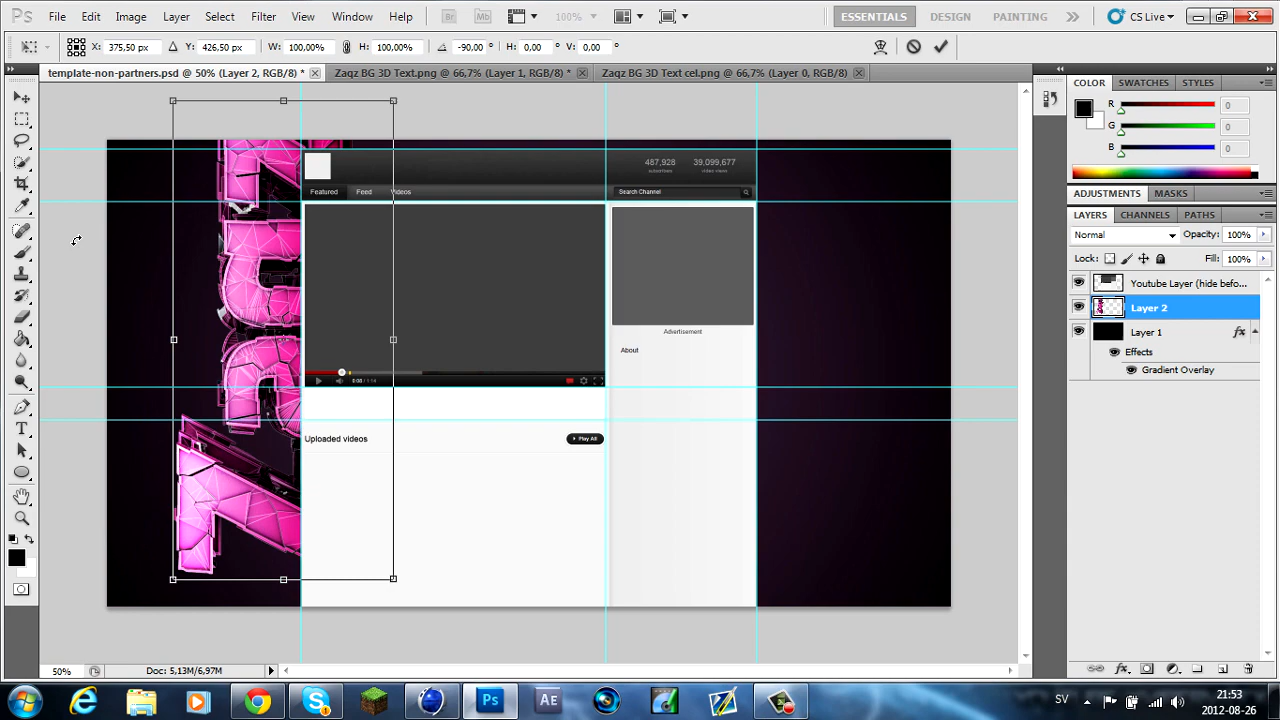 Ps File Edit Image Layer Select Filter View Window Help Br Mb 100% ESSENTIALS DESIGN PAINTING CS Live
X: 375,50 px Y: 426,50 px W: 100,00% H: 100,00% -90,00 ° H: 0,00 ° V: 0,00 °
template-non-partners.psd @ 50% (Layer 2, RGB/8) * Zaqz BG 3D Text.png @ 66,7% (Layer 1, RGB/8) * Zaqz BG 3D Text cel.png @ 66,7% (Layer 0, RGB/8)
COLOR SWATCHES STYLES
R 0
G 0
B 0
ADJUSTMENTS MASKS
LAYERS CHANNELS PATHS
Normal Opacity: 100%
Lock: Fill: 100%
Youtube Layer (hide befo...
Layer 2
Layer 1 fx
Effects
Gradient Overlay
487,928 39,099,677
subscribers video views
Featured Feed Videos Search Channel
Advertisement
About
0:00 / 1:14
Uploaded videos Play All
50% Doc: 5,13M/6,97M
Ps AE SV 21:53
2012-08-26